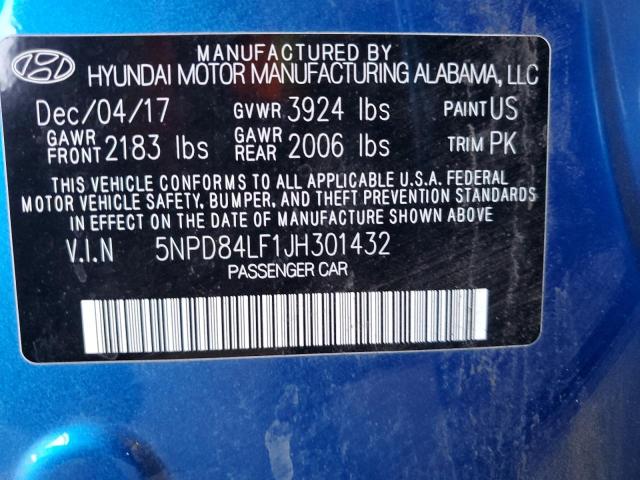 MANUFACTURED BY
HYUNDAI MOTOR MANUFACTURING ALABAMA, LLC
Dec/04/17 GVWR 3924 lbs PAINT US
GAWR FRONT 2183 lbs GAWR REAR 2006 lbs TRIM PK
THIS VEHICLE CONFORMS TO ALL APPLICABLE U.S.A. FEDERAL
MOTOR VEHICLE SAFETY, BUMPER, AND THEFT PREVENTION STANDARDS
IN EFFECT ON THE DATE OF MANUFACTURE SHOWN ABOVE
V.I.N 5NPD84LF1JH301432
PASSENGER CAR